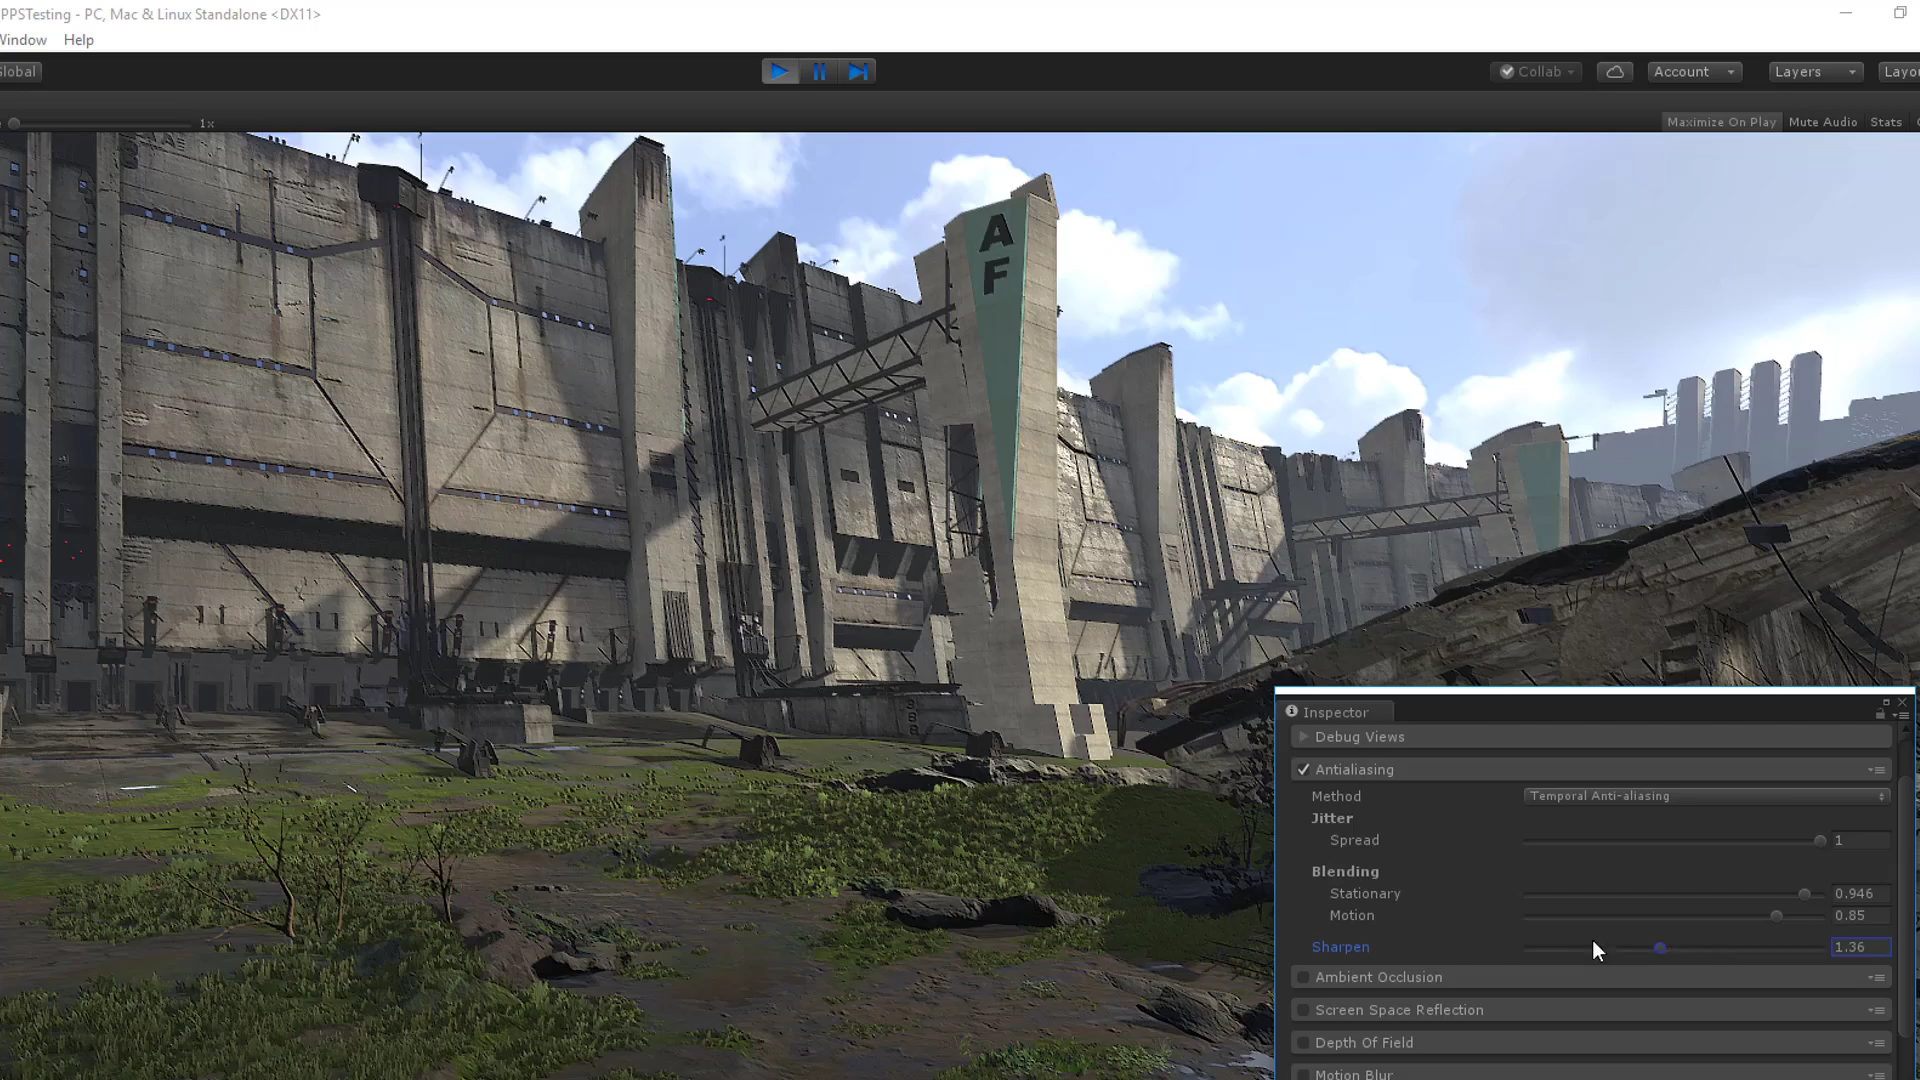 PPSTesting - PC, Mac & Linux Standalone <DX11>
Window Help
Global
Collab
Account
Layers
Layou
1x
Maximize On Play Mute Audio Stats
A
F
Inspector
Debug Views
Antialiasing
Method Temporal Anti-aliasing
Jitter
Spread 1
Blending
Stationary 0.946
Motion 0.85
Sharpen 1.36
Ambient Occlusion
Screen Space Reflection
Depth Of Field
Motion Blur